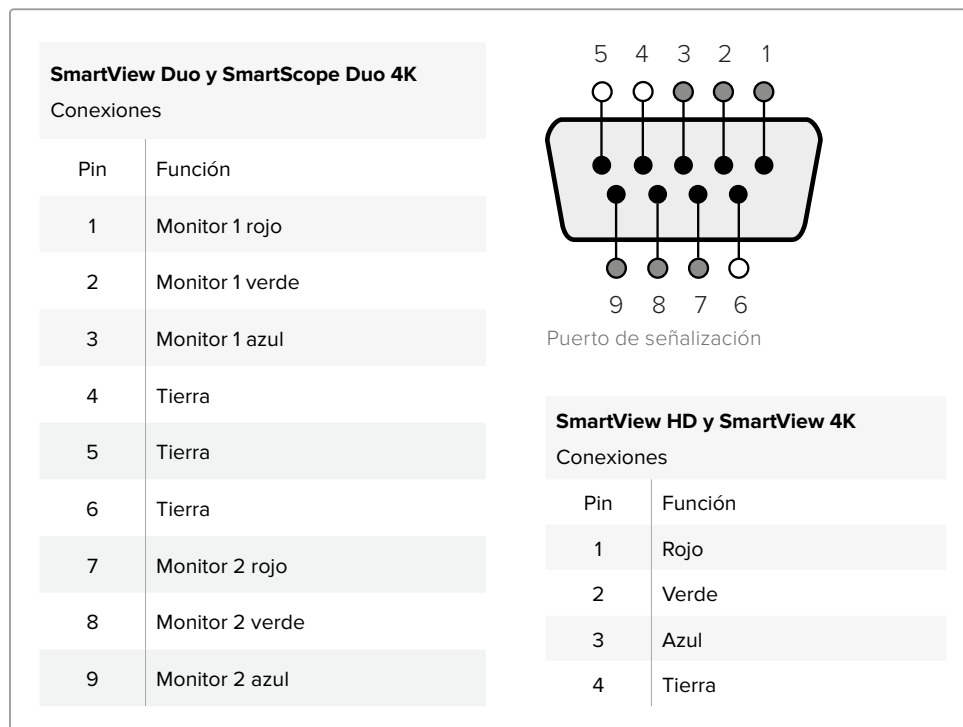 SmartView Duo y SmartScope Duo 4K
Conexiones
Pin Función
1 Monitor 1 rojo
2 Monitor 1 verde
3 Monitor 1 azul
4 Tierra
5 Tierra
6 Tierra
7 Monitor 2 rojo
8 Monitor 2 verde
9 Monitor 2 azul
5 4 3 2 1
9 8 7 6
Puerto de señalización
SmartView HD y SmartView 4K
Conexiones
Pin Función
1 Rojo
2 Verde
3 Azul
4 Tierra